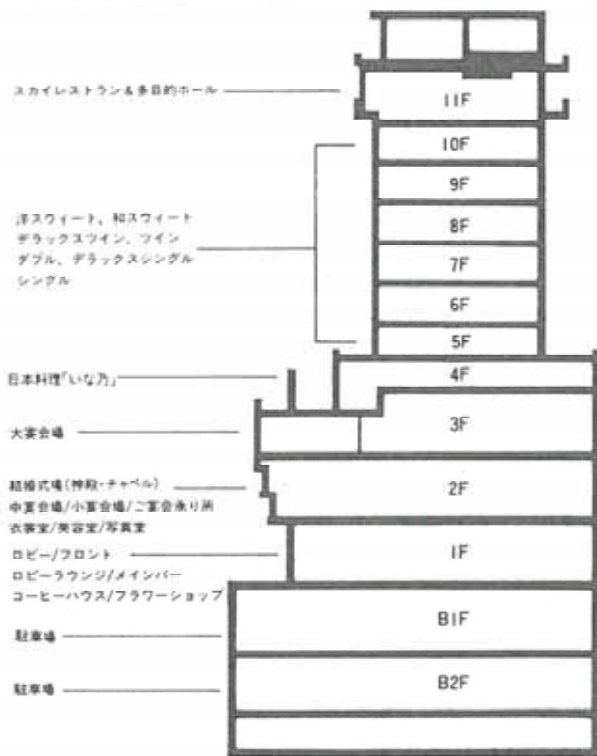 スカイレストラン&多目的ホール
11F
10F
9F
8F
7F
6F
5F
洋スウィート、和スウィート
デラックスツイン、ツイン
ダブル、デラックスシングル
シングル
4F
日本料理「いな乃」
3F
大宴会場
2F
結婚式場(神殿・チャペル)
中宴会場/小宴会場/ご宴会承り所
衣裳室/美容室/写真室
1F
ロビー/フロント
ロビーラウンジ/メインバー
コーヒーハウス/フラワーショップ
B1F
駐車場
B2F
駐車場